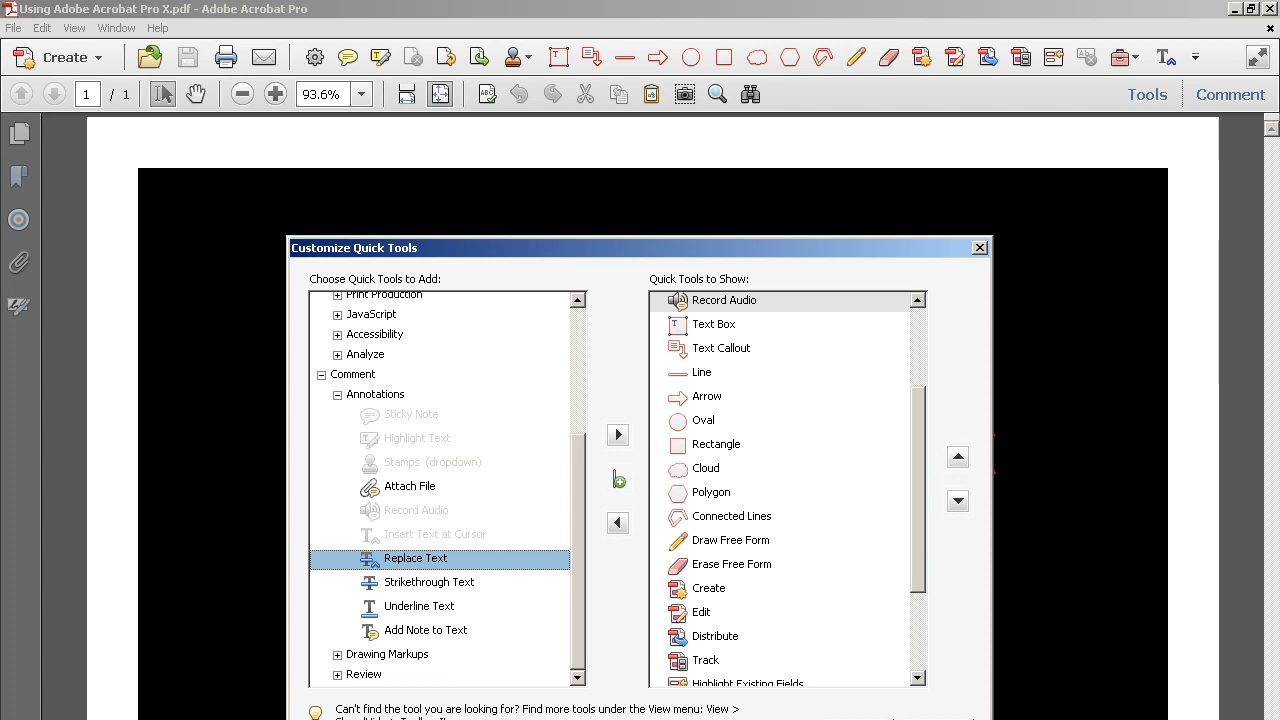 Using Adobe Acrobat Pro X.pdf - Adobe Acrobat Pro
File Edit View Window Help
Create
1 / 1 93.6% Tools Comment
Customize Quick Tools
Choose Quick Tools to Add:
Print Production
JavaScript
Accessibility
Analyze
Comment
Annotations
Sticky Note
Highlight Text
Stamps (dropdown)
Attach File
Record Audio
Insert Text at Cursor
Replace Text
Strikethrough Text
Underline Text
Add Note to Text
Drawing Markups
Review
Quick Tools to Show:
Record Audio
Text Box
Text Callout
Line
Arrow
Oval
Rectangle
Cloud
Polygon
Connected Lines
Draw Free Form
Erase Free Form
Create
Edit
Distribute
Track
Highlight Existing Fields
Can't find the tool you are looking for? Find more tools under the View menu: View >